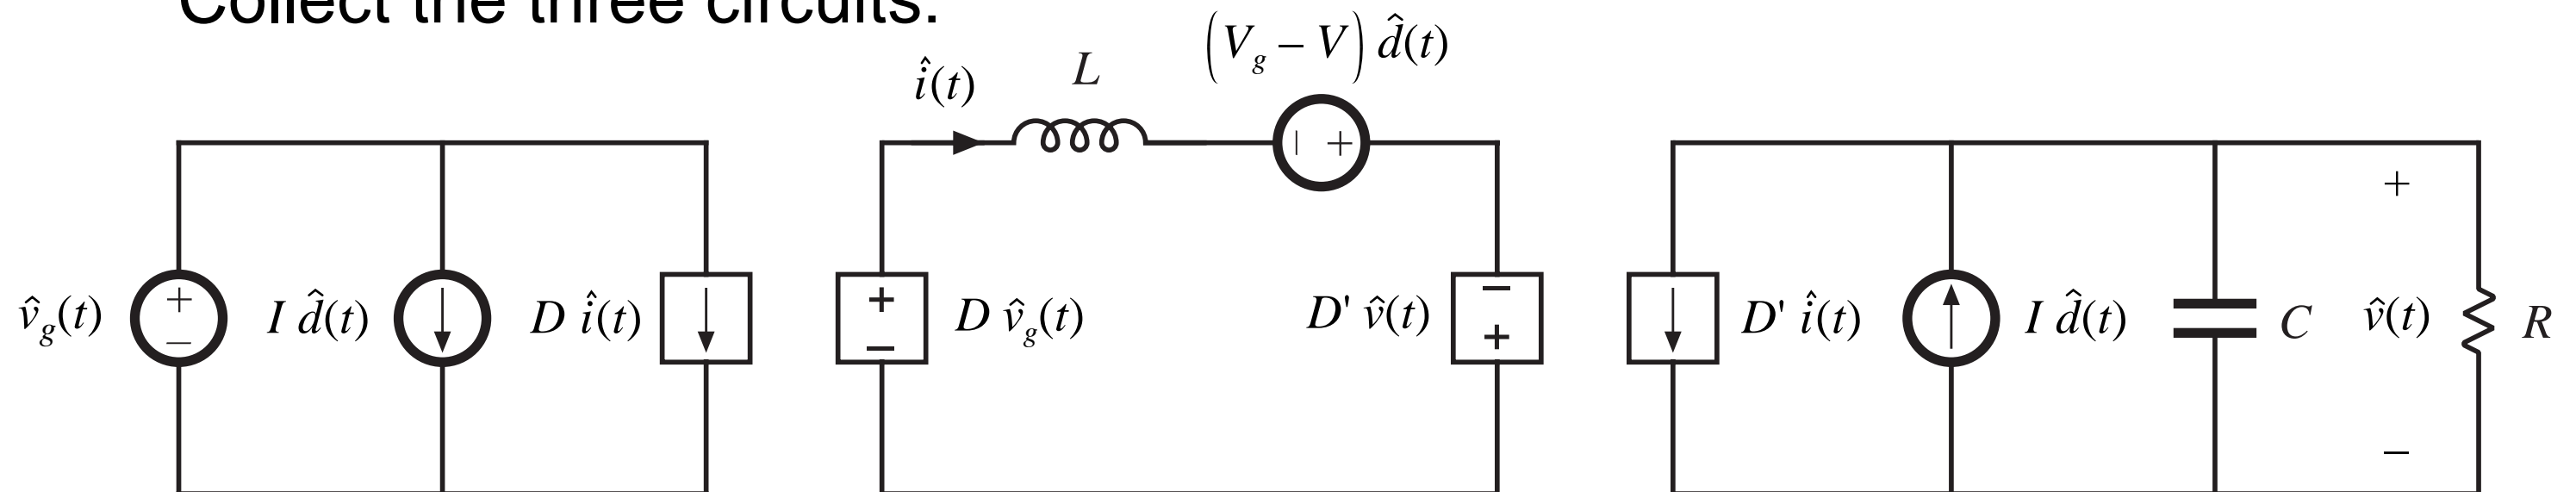 Collect the three circuits:
(V_g − V) d̂(t)
î(t)
L
+
−
v̂_g(t)
I d̂(t)
D î(t)
+
−
D v̂_g(t)
− +
D' v̂(t)
−
+
D' î(t)
I d̂(t)
C
+
v̂(t)
−
R